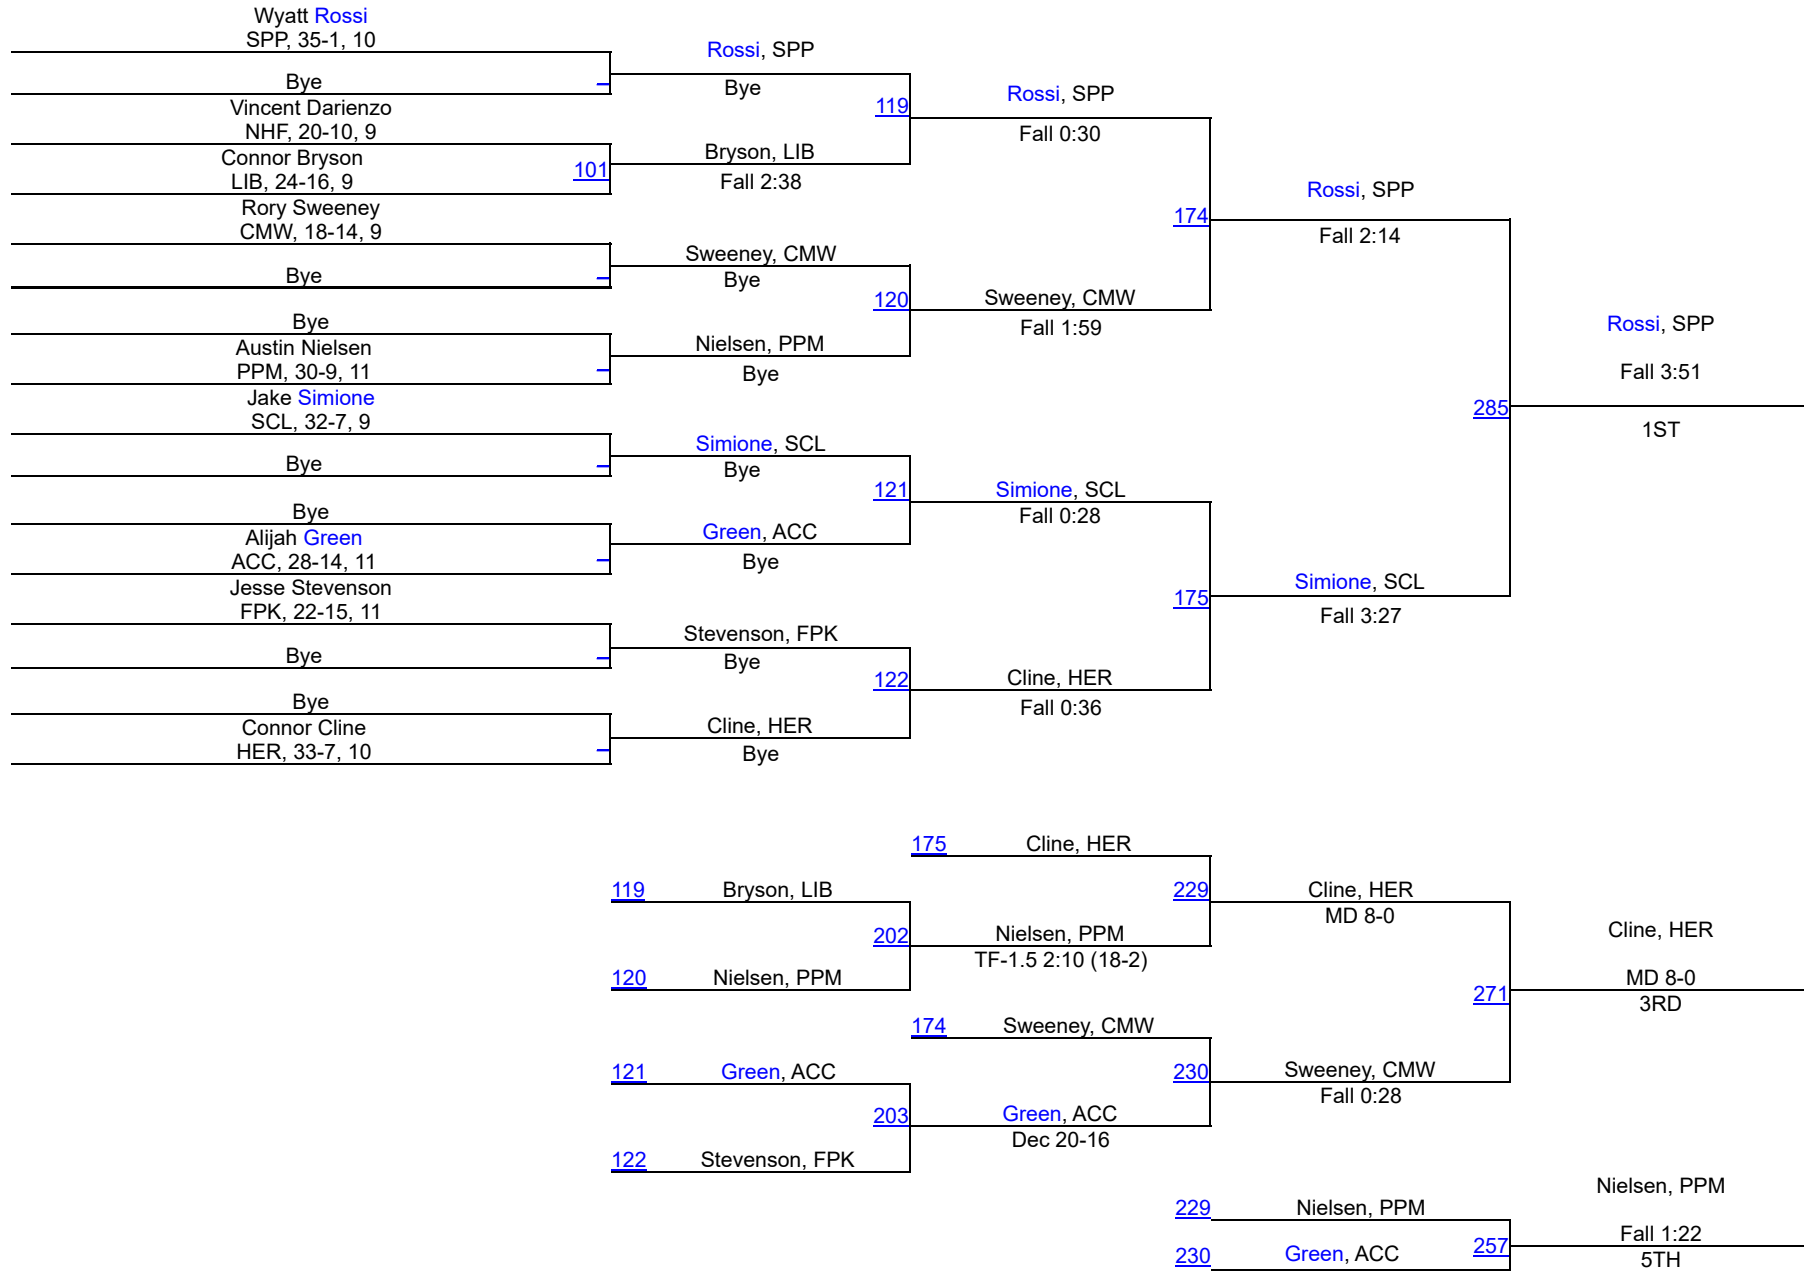 Wyatt Rossi
SPP, 35-1, 10
Bye
Vincent Darienzo
NHF, 20-10, 9
Connor Bryson
LIB, 24-16, 9
101
Rory Sweeney
CMW, 18-14, 9
Bye
Bye
Austin Nielsen
PPM, 30-9, 11
Jake Simione
SCL, 32-7, 9
Bye
Bye
Alijah Green
ACC, 28-14, 11
Jesse Stevenson
FPK, 22-15, 11
Bye
Bye
Connor Cline
HER, 33-7, 10
Rossi, SPP
Bye
119
Bryson, LIB
Fall 2:38
Sweeney, CMW
Bye
120
Nielsen, PPM
Bye
Simione, SCL
Bye
121
Green, ACC
Bye
Stevenson, FPK
Bye
122
Cline, HER
Bye
Rossi, SPP
Fall 0:30
174
Sweeney, CMW
Fall 1:59
Simione, SCL
Fall 0:28
175
Cline, HER
Fall 0:36
Rossi, SPP
Fall 2:14
285
Simione, SCL
Fall 3:27
Rossi, SPP
Fall 3:51
1ST
175 Cline, HER
119 Bryson, LIB
202
120 Nielsen, PPM
229
Nielsen, PPM
TF-1.5 2:10 (18-2)
174 Sweeney, CMW
121 Green, ACC
203
122 Stevenson, FPK
230
Green, ACC
Dec 20-16
Cline, HER
MD 8-0
271
Sweeney, CMW
Fall 0:28
Cline, HER
MD 8-0
3RD
229 Nielsen, PPM
230 Green, ACC
257
Nielsen, PPM
Fall 1:22
5TH